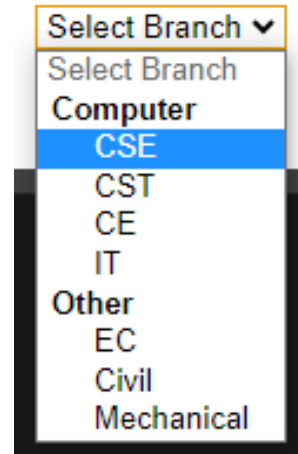 Select Branch
Select Branch
Computer
CSE
CST
CE
IT
Other
EC
Civil
Mechanical